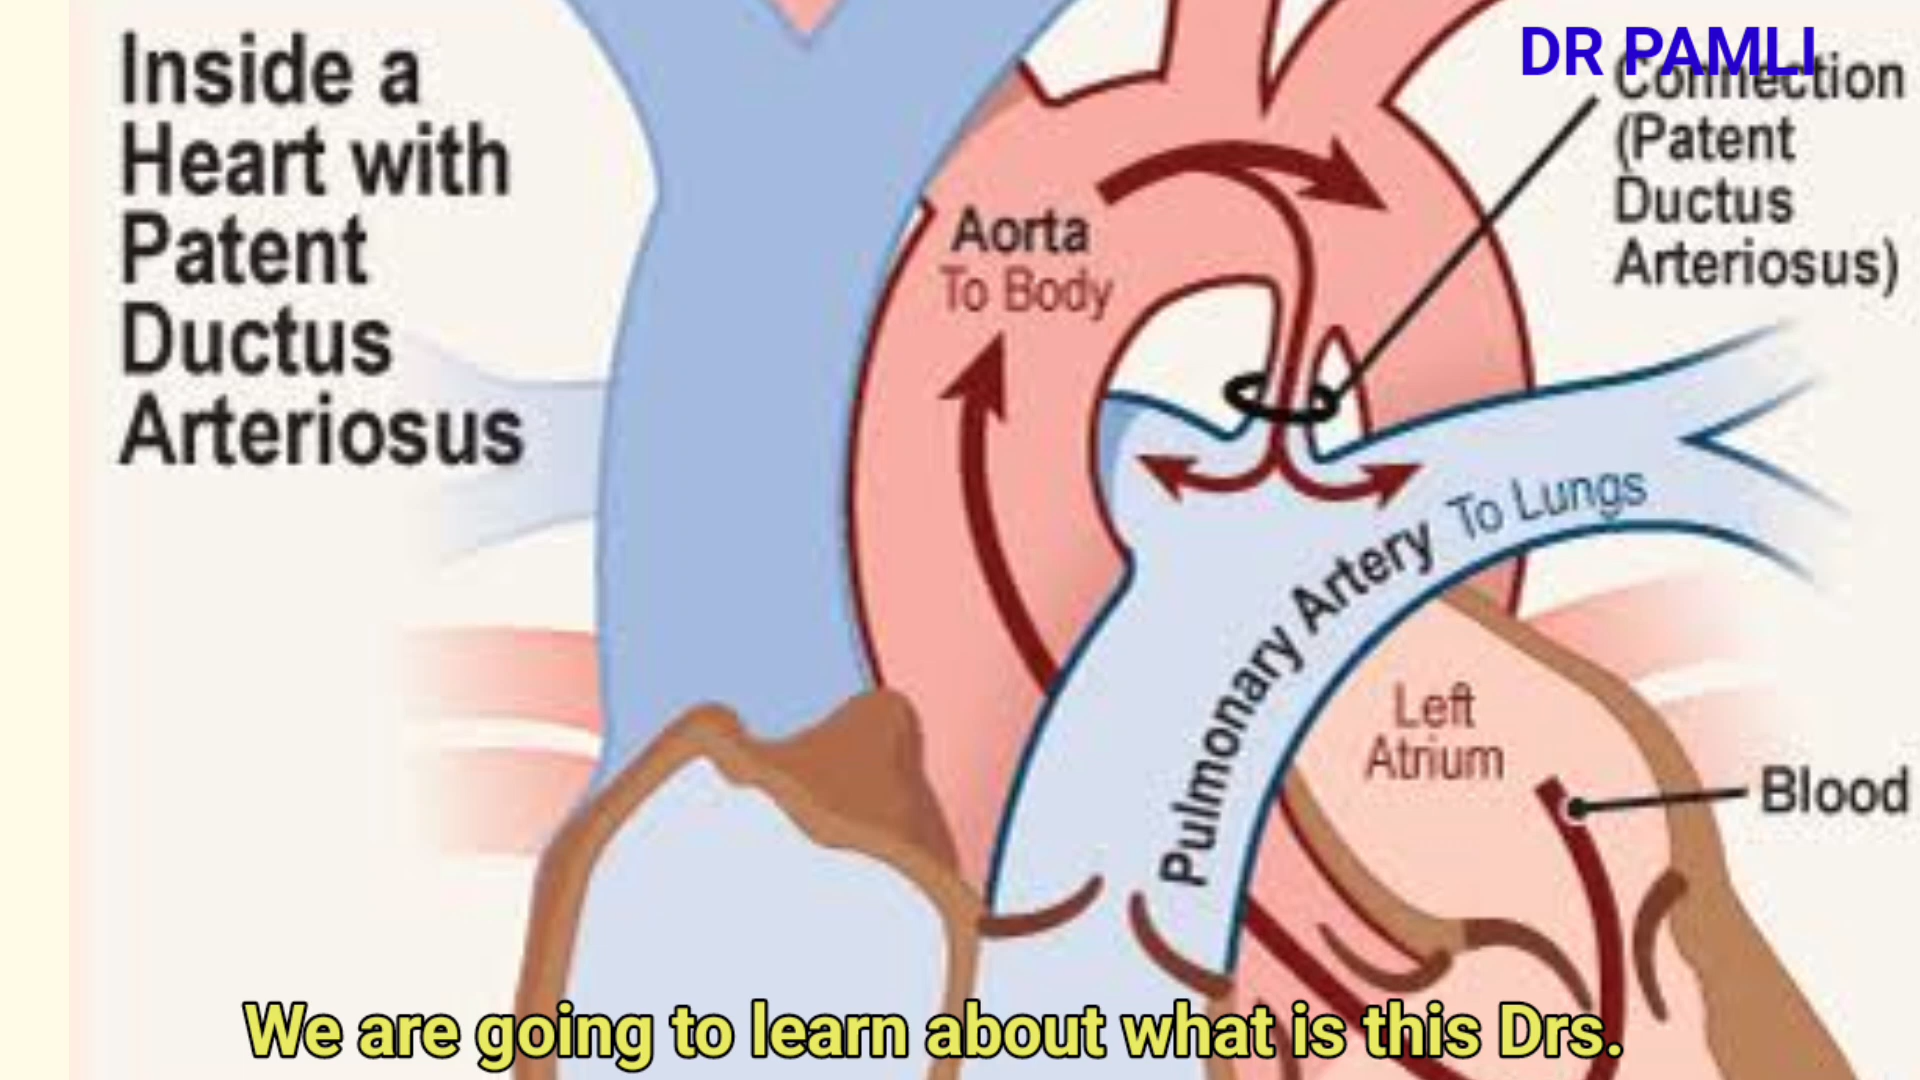 Inside a
Heart with
Patent
Ductus
Arteriosus
DR PAMLI
Connection
(Patent
Ductus
Arteriosus)
Aorta
To Body
Pulmonary Artery To Lungs
Left
Atrium
Blood
We are going to learn about what is this Drs.